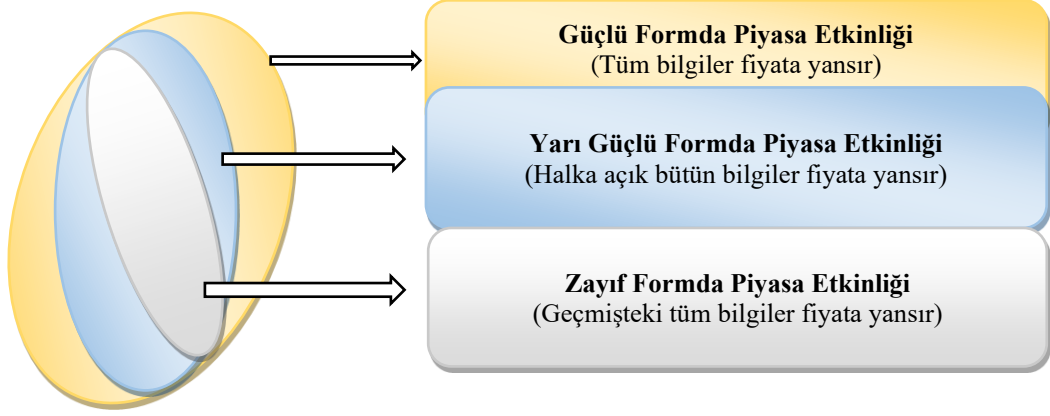 Güçlü Formda Piyasa Etkinliği
(Tüm bilgiler fiyata yansır)
Yarı Güçlü Formda Piyasa Etkinliği
(Halka açık bütün bilgiler fiyata yansır)
Zayıf Formda Piyasa Etkinliği
(Geçmişteki tüm bilgiler fiyata yansır)